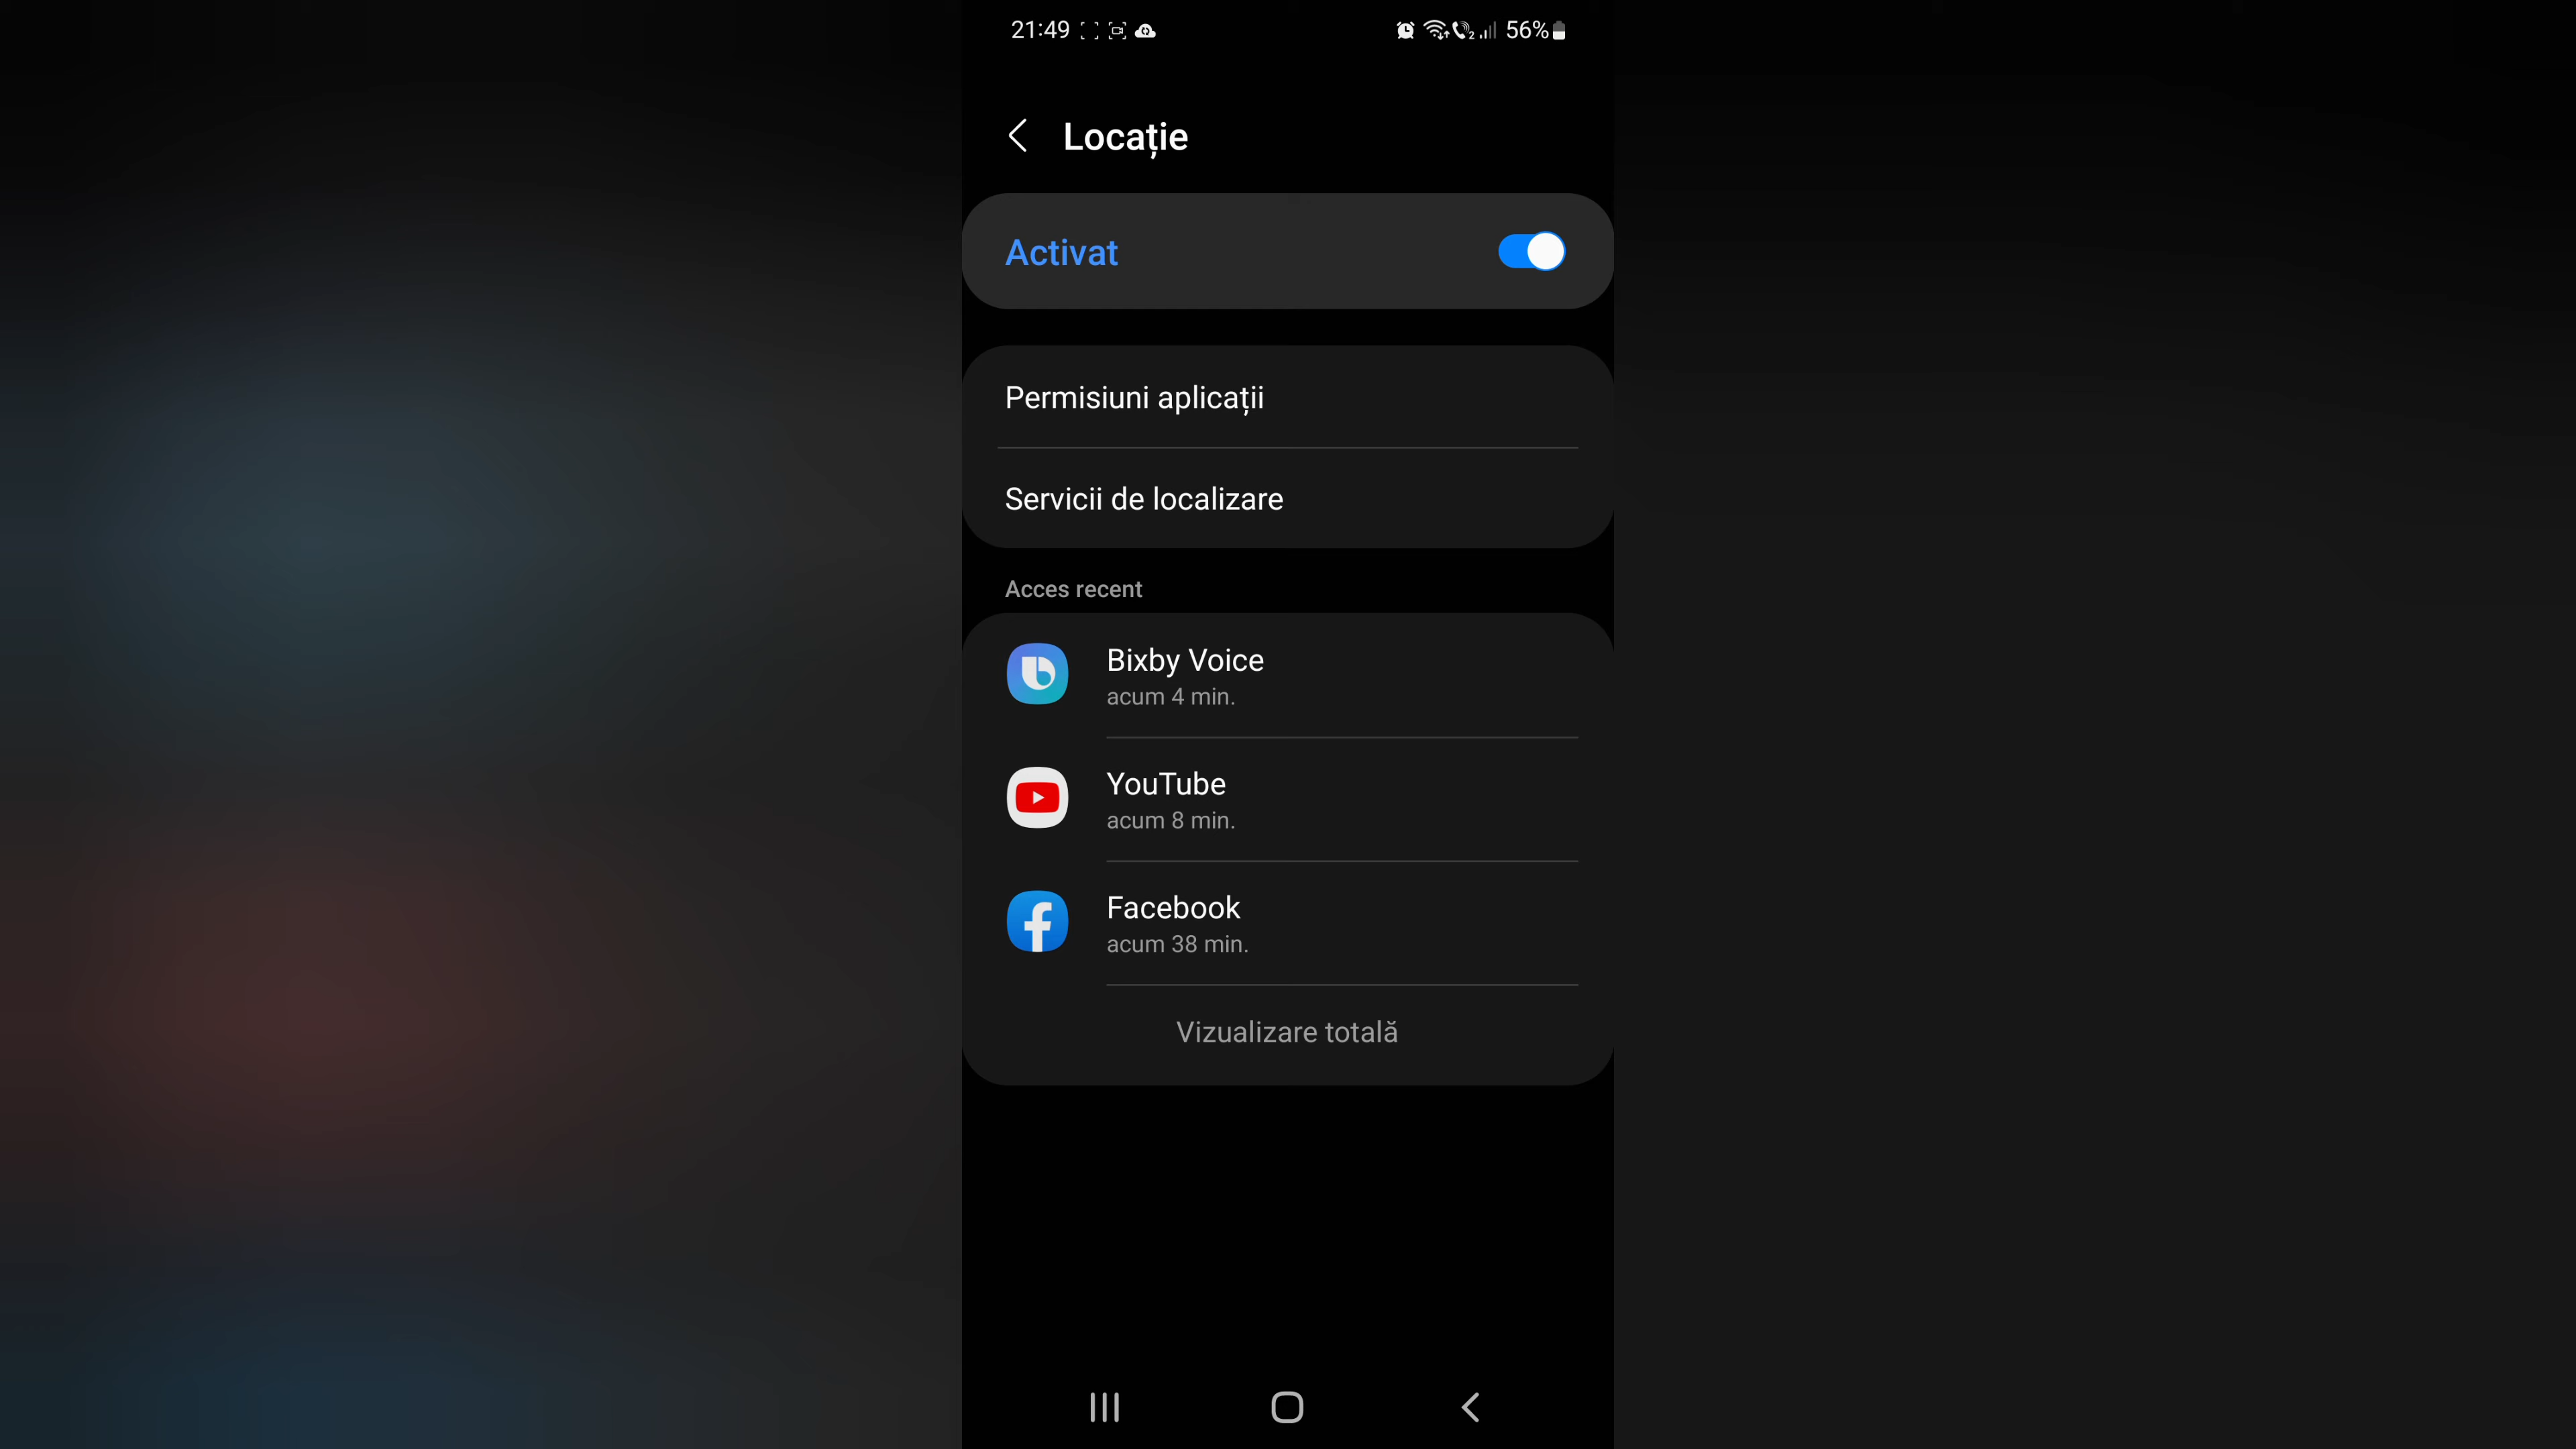 21:49
56%
Locație
Activat
Permisiuni aplicații
Servicii de localizare
Acces recent
Bixby Voice
acum 4 min.
YouTube
acum 8 min.
Facebook
acum 38 min.
Vizualizare totală